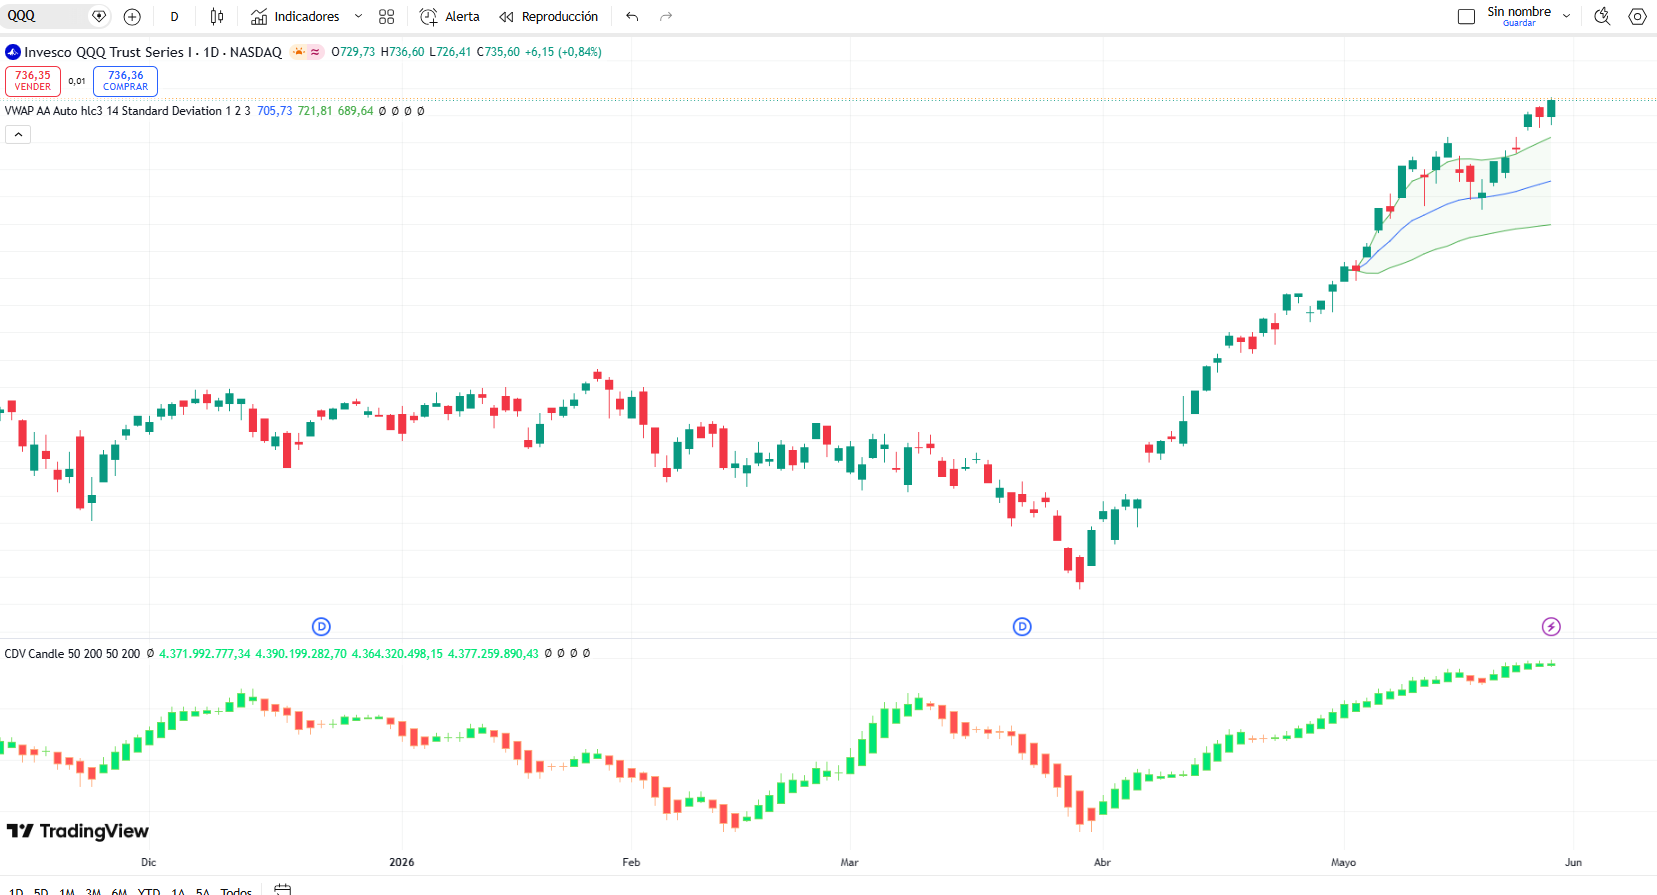 QQQ D Indicadores Alerta Reproducción Sin nombre
Guardar
Invesco QQQ Trust Series I · 1D · NASDAQ O729,73 H736,60 L726,41 C735,60 +6,15 (+0,84%)
736,35 0,01 736,36
VENDER COMPRAR
VWAP AA Auto hlc3 14 Standard Deviation 1 2 3 705,73 721,81 689,64 Ø Ø Ø Ø
D D
CDV Candle 50 200 50 200 Ø 4.371.992.777,34 4.390.199.282,70 4.364.320.498,15 4.377.259.890,43 Ø Ø Ø Ø
TradingView
Dic 2026 Feb Mar Abr Mayo Jun
1D 5D 1M 3M 6M YTD 1A 5A Todos